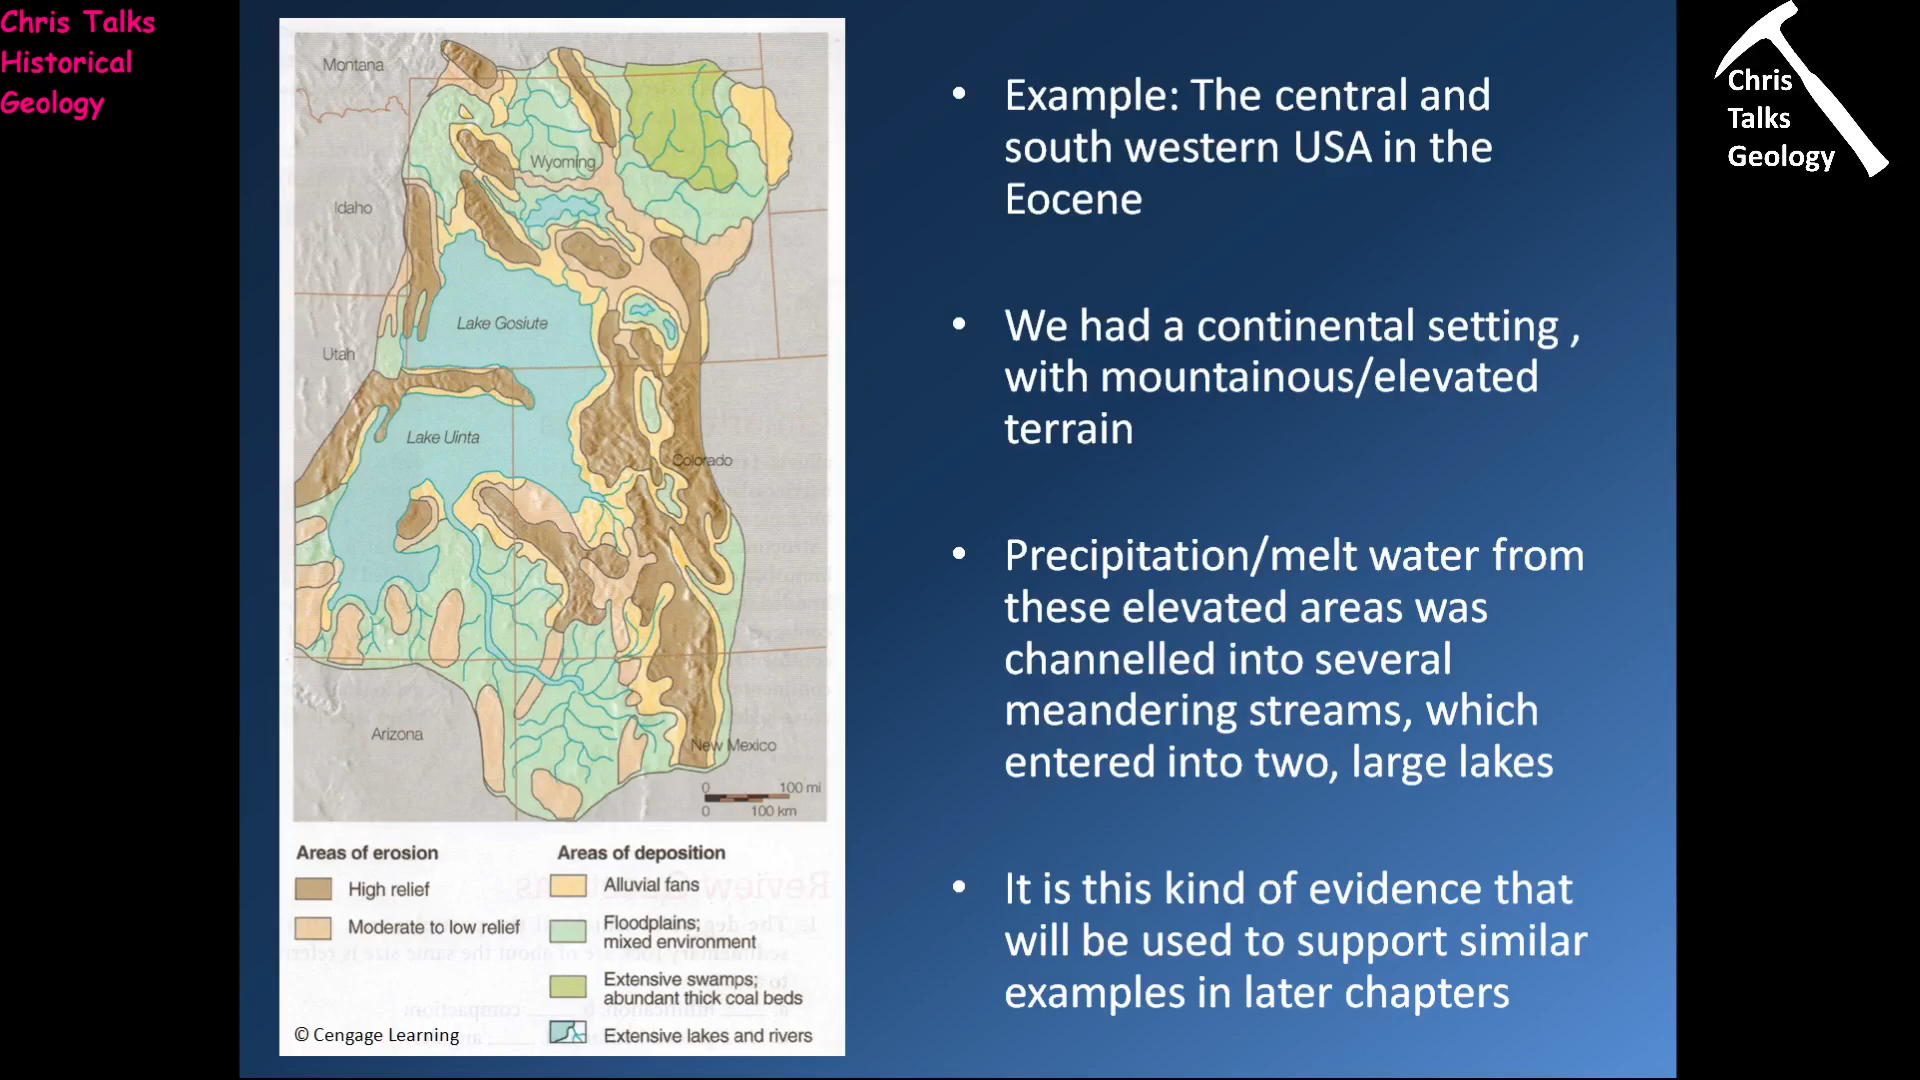 Chris Talks
Historical
Geology
Montana
Wyoming
Idaho
Lake Gosiute
Utah
Lake Uinta
Colorado
Arizona
New Mexico
0 100 mi
0 100 km
Areas of erosion
High relief
Moderate to low relief
Areas of deposition
Alluvial fans
Floodplains;
mixed environment
Extensive swamps;
abundant thick coal beds
Extensive lakes and rivers
© Cengage Learning
• Example: The central and
south western USA in the
Eocene
• We had a continental setting ,
with mountainous/elevated
terrain
• Precipitation/melt water from
these elevated areas was
channelled into several
meandering streams, which
entered into two, large lakes
• It is this kind of evidence that
will be used to support similar
examples in later chapters
Chris
Talks
Geology